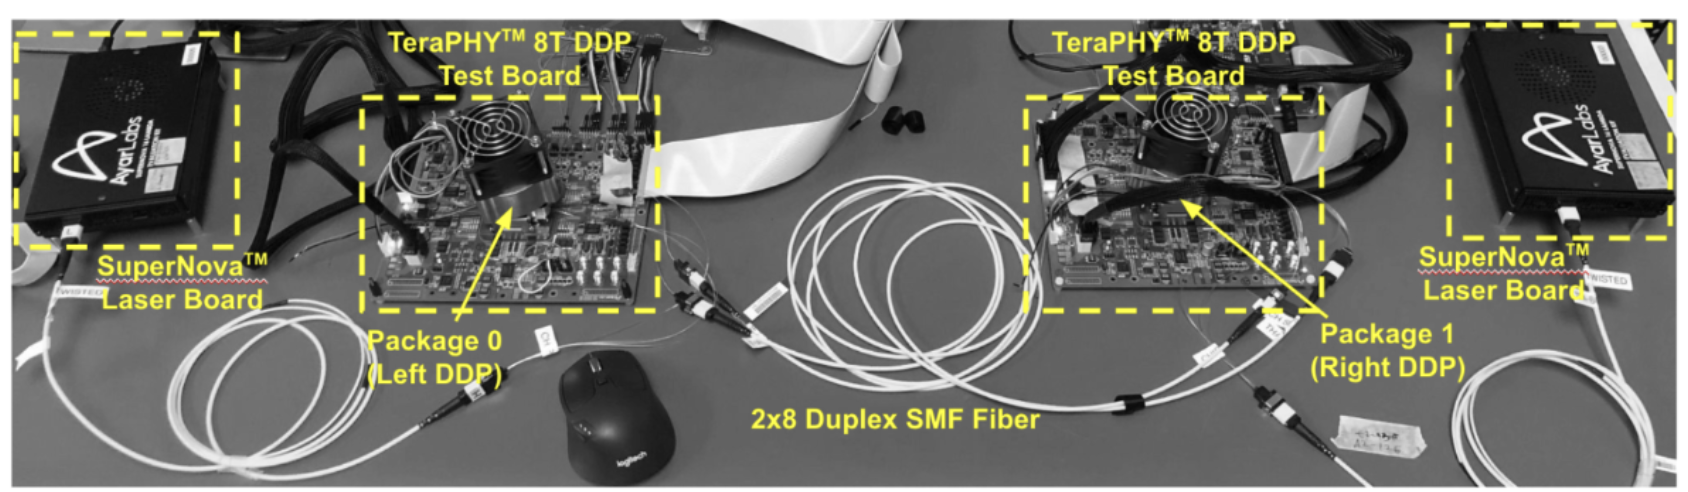 TeraPHY™ 8T DDP
Test Board
TeraPHY™ 8T DDP
Test Board
AyarLabs
AyarLabs
SuperNova™
Laser Board
SuperNova™
Laser Board
TWISTED
TWISTED
Package 0
(Left DDP)
Package 1
(Right DDP)
CH
2x8 Duplex SMF Fiber
logitech